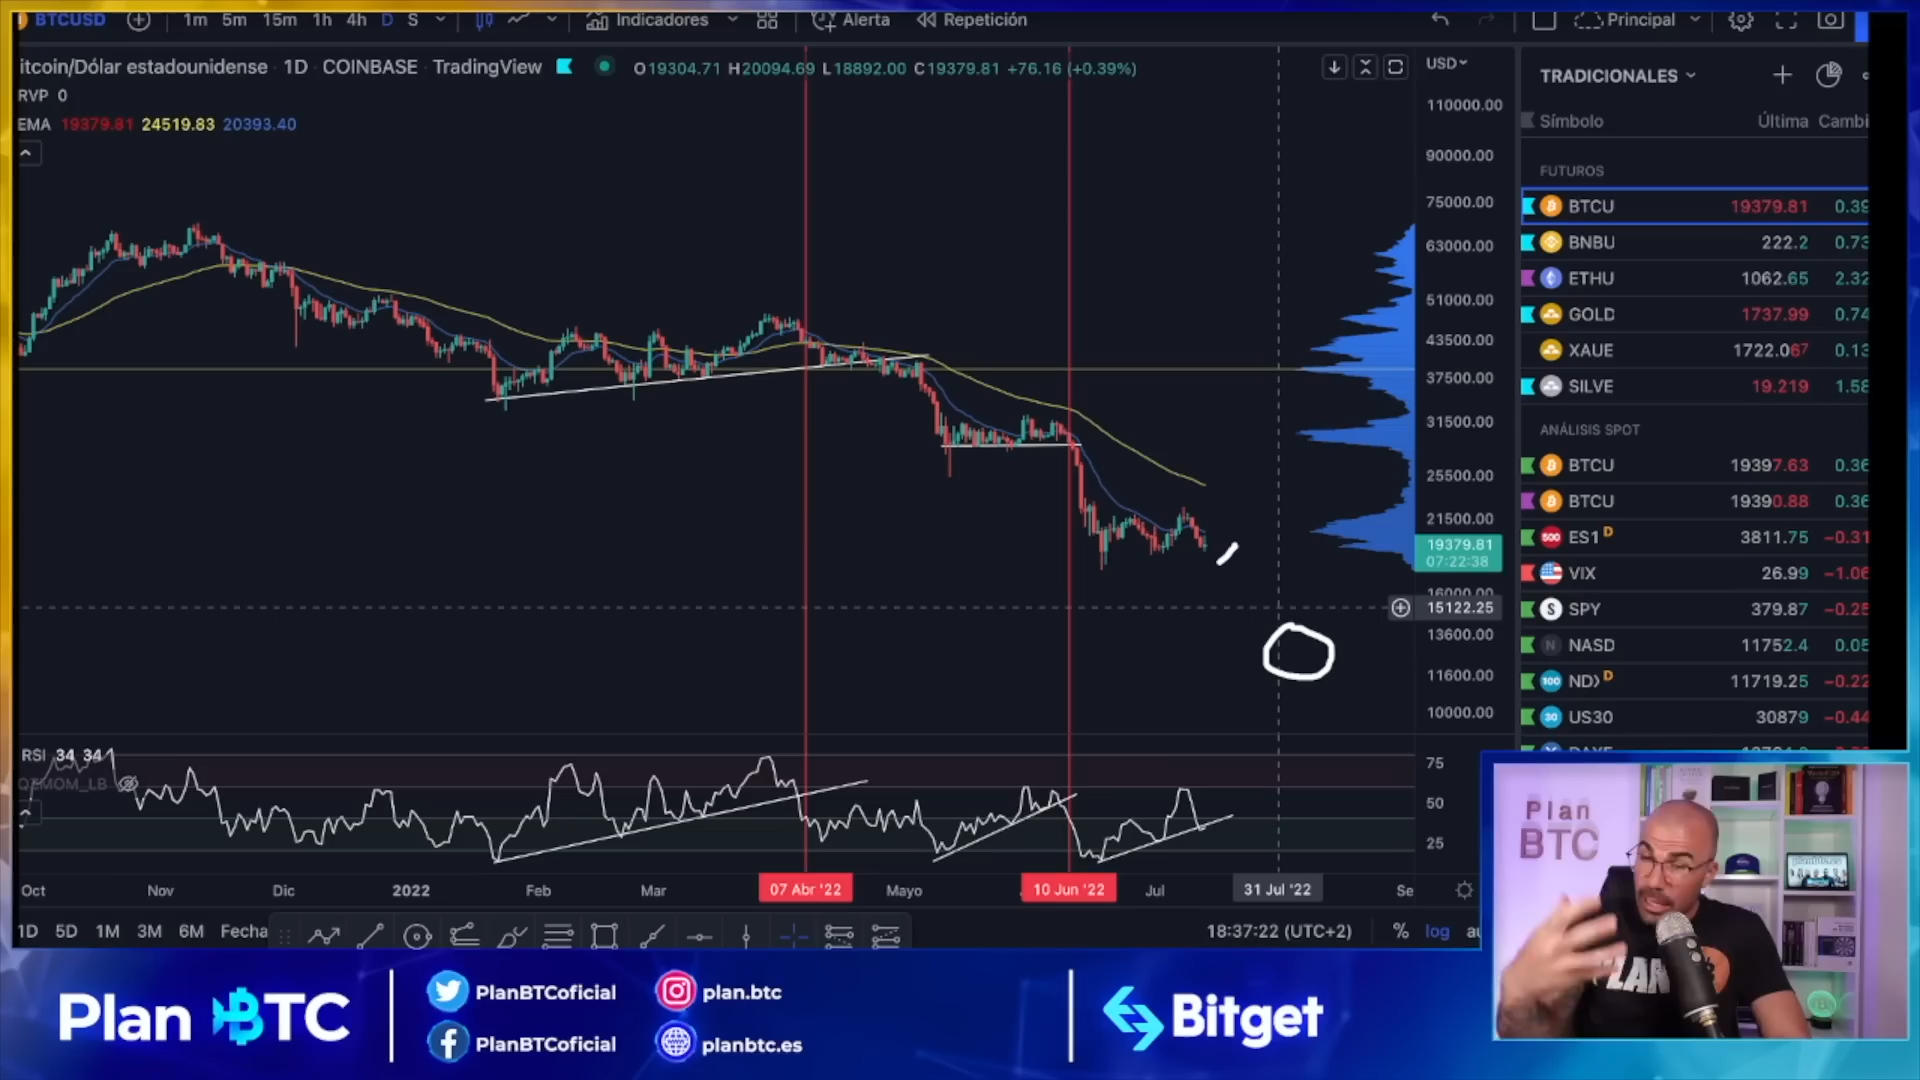 BTCUSD 1m 5m 15m 1h 4h D S Indicadores Alerta Repetición Principal
itcoin/Dólar estadounidense 1D COINBASE TradingView O19304.71 H20094.69 L18892.00 C19379.81 +76.16 (+0.39%) USD
RVP 0
EMA 19379.81 24519.83 20393.40
110000.00
90000.00
75000.00
63000.00
51000.00
43500.00
37500.00
31500.00
25500.00
21500.00
19379.81
07:22:38
16000.00
15122.25
13600.00
11600.00
10000.00
RSI 34 34
QZMOM_LB
75
50
25
Oct Nov Dic 2022 Feb Mar 07 Abr '22 Mayo 10 Jun '22 Jul 31 Jul '22 Se
1D 5D 1M 3M 6M Fecha 18:37:22 (UTC+2) % log au
TRADICIONALES
Símbolo Última Cambi
FUTUROS
BTCU 19379.81 0.39
BNBU 222.2 0.73
ETHU 1062.65 2.32
GOLD 1737.99 0.74
XAUE 1722.067 0.13
SILVE 19.219 1.58
ANÁLISIS SPOT
BTCU 19397.63 0.36
BTCU 19390.88 0.36
500 ES1 D 3811.75 −0.31
VIX 26.99 −1.06
S SPY 379.87 −0.25
N NASD 11752.4 0.05
100 ND D 11719.25 −0.22
30 US30 30879 −0.44
Plan
BTC
planbtc.es
PLAN
Plan BTC
PlanBTCoficial
plan.btc
PlanBTCoficial
planbtc.es
Bitget